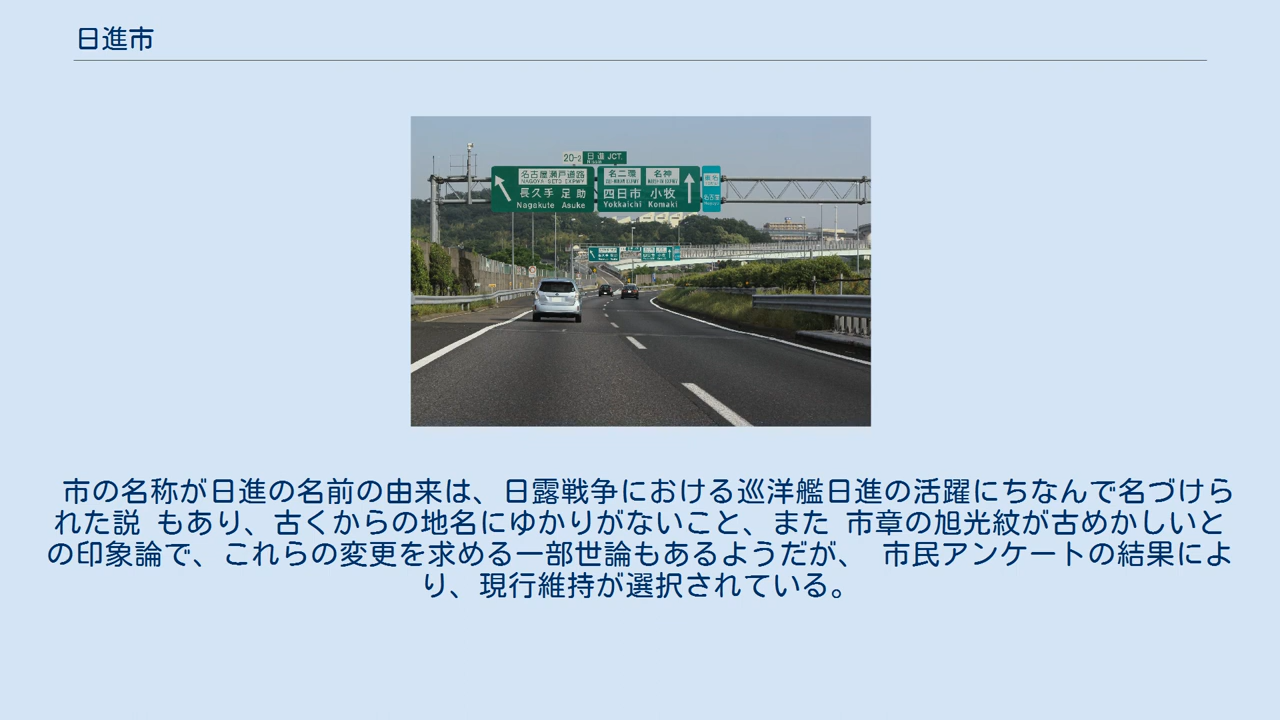 日進市
20-2 日進 JCT.
名古屋瀬戸道路 名二環 名神
NAGOYA SETO EXPWY
長久手 足助 四日市 小牧
Nagakute Asuke Yokkaichi Komaki
市の名称が日進の名前の由来は、日露戦争における巡洋艦日進の活躍にちなんで名づけら
れた説 もあり、古くからの地名にゆかりがないこと、また 市章の旭光紋が古めかしいと
の印象論で、これらの変更を求める一部世論もあるようだが、 市民アンケートの結果によ
り、現行維持が選択されている。